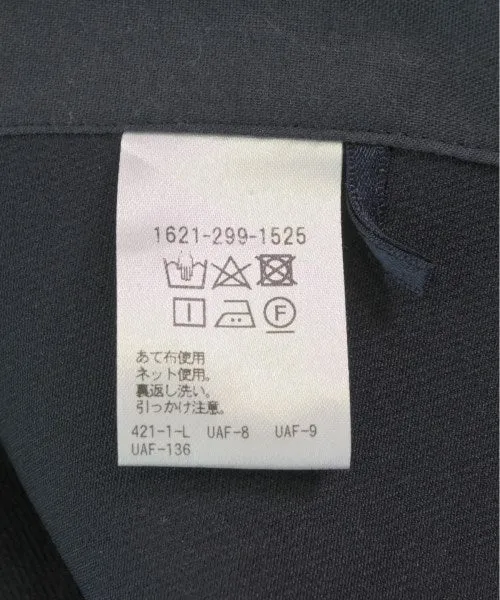 1621-299-1525
F
あて布使用
ネット使用。
裏返し洗い。
引っかけ注意。
421-1-L UAF-8 UAF-9
UAF-136